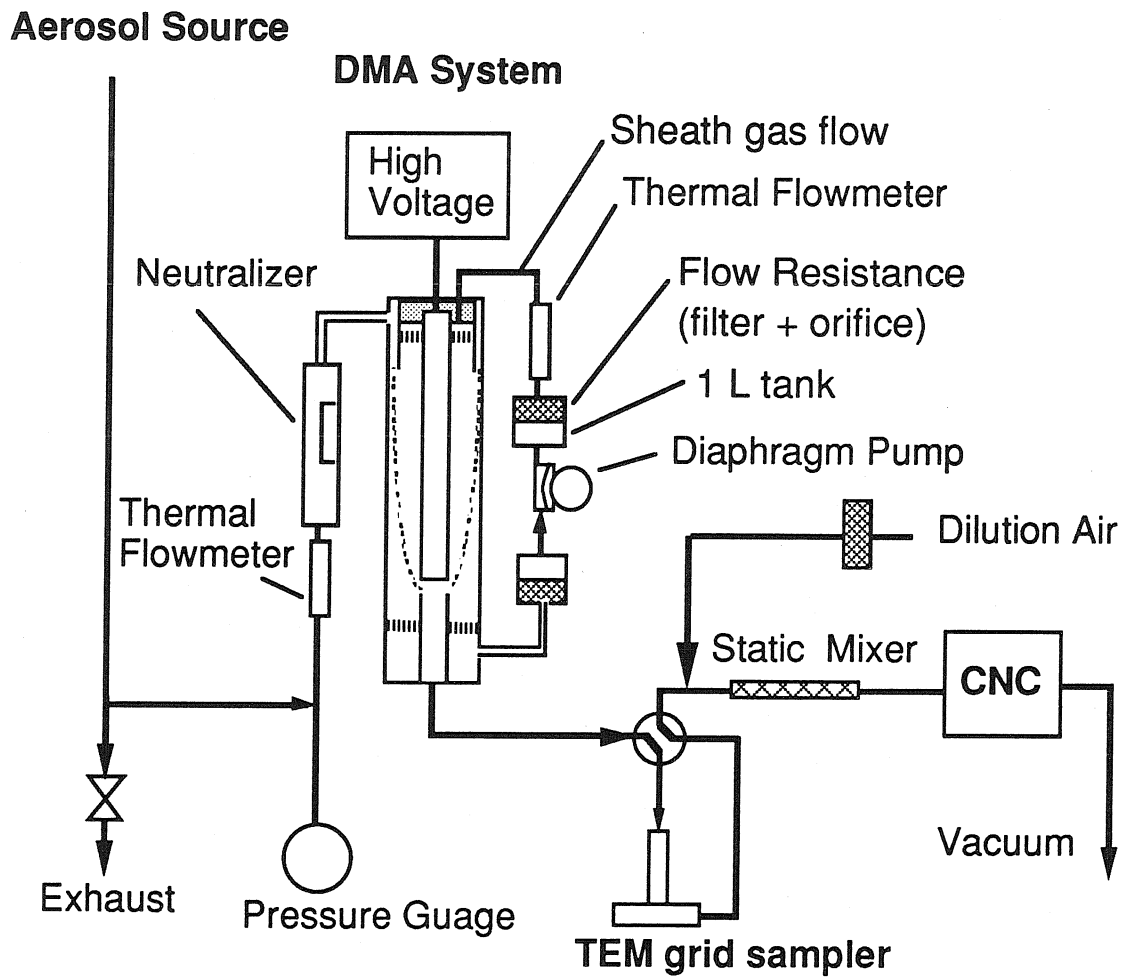 Aerosol Source
DMA System
High
Voltage
Sheath gas flow
Thermal Flowmeter
Neutralizer
Flow Resistance
(filter + orifice)
1 L tank
Diaphragm Pump
Thermal
Flowmeter
Dilution Air
Static Mixer
CNC
Vacuum
Exhaust
Pressure Guage
TEM grid sampler